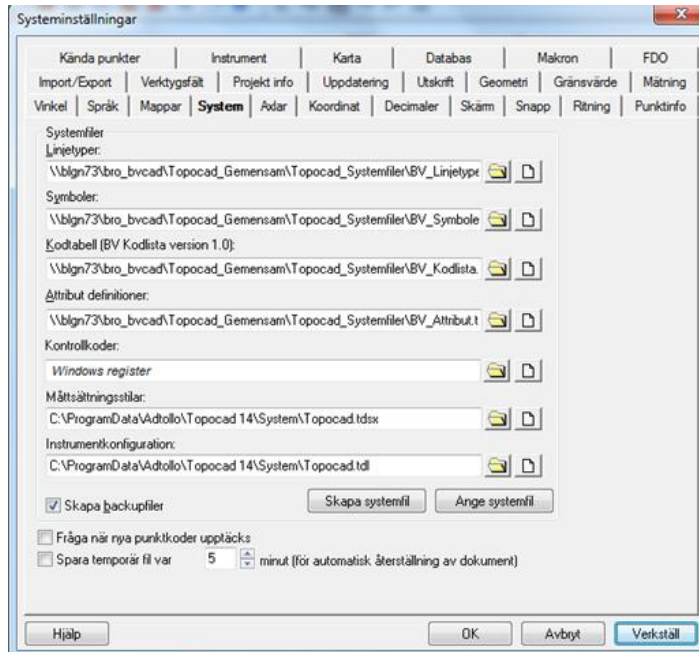 Systeminställningar
Kända punkter Instrument Karta Databas Makron FDO
Import/Export Verktygsfält Projekt info Uppdatering Utskrift Geometri Gränsvärde Mätning
Vinkel Språk Mappar System Axlar Koordinat Decimaler Skärm Snapp Ritning Punktinfo
Systemfiler
Linjetyper:
\\blgn73\bro_bvcad\Topocad_Gemensam\Topocad_Systemfiler\BV_Linjetype
Symboler:
\\blgn73\bro_bvcad\Topocad_Gemensam\Topocad_Systemfiler\BV_Symbole
Kodtabell (BV Kodlista version 1.0):
\\blgn73\bro_bvcad\Topocad_Gemensam\Topocad_Systemfiler\BV_Kodlista.
Attribut definitioner:
\\blgn73\bro_bvcad\Topocad_Gemensam\Topocad_Systemfiler\BV_Attribut.t
Kontrollkoder:
Windows register
Måttsättningsstilar:
C:\ProgramData\Adtollo\Topocad 14\System\Topocad.tdsx
Instrumentkonfiguration:
C:\ProgramData\Adtollo\Topocad 14\System\Topocad.tdl
Skapa backupfiler Skapa systemfil Ange systemfil
Fråga när nya punktkoder upptäcks
Spara temporär fil var 5 minut (för automatisk återställning av dokument)
Hjälp OK Avbryt Verkställ